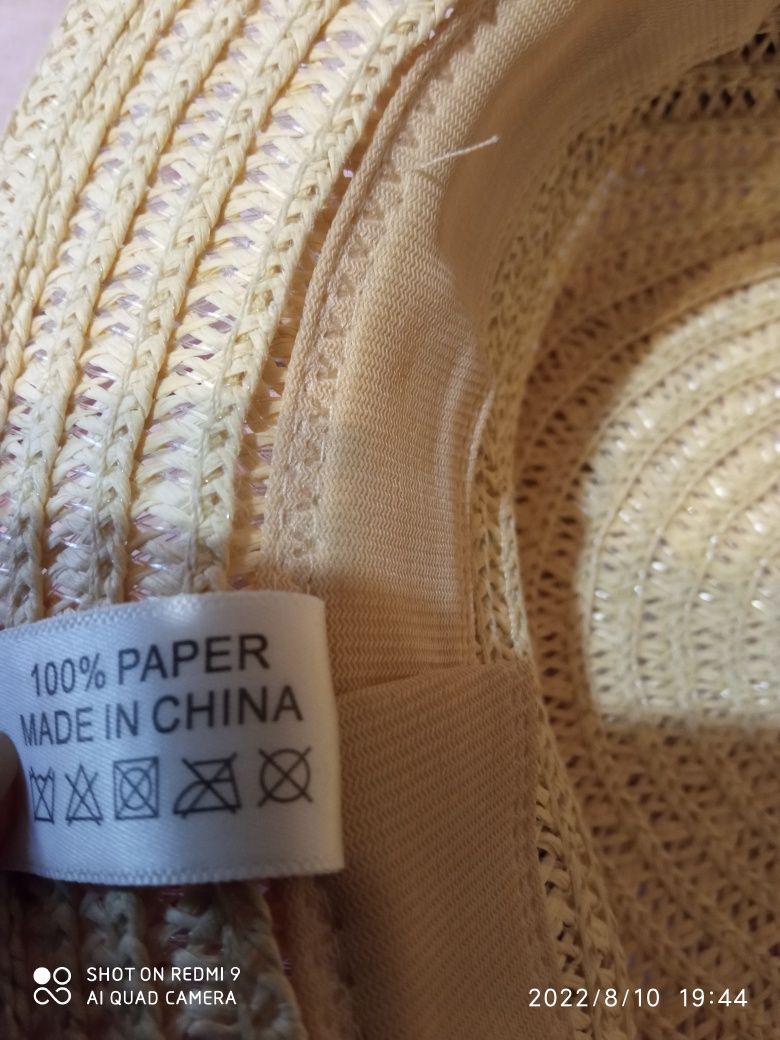 100% PAPER
MADE IN CHINA
SHOT ON REDMI 9
AI QUAD CAMERA
2022/8/10 19:44